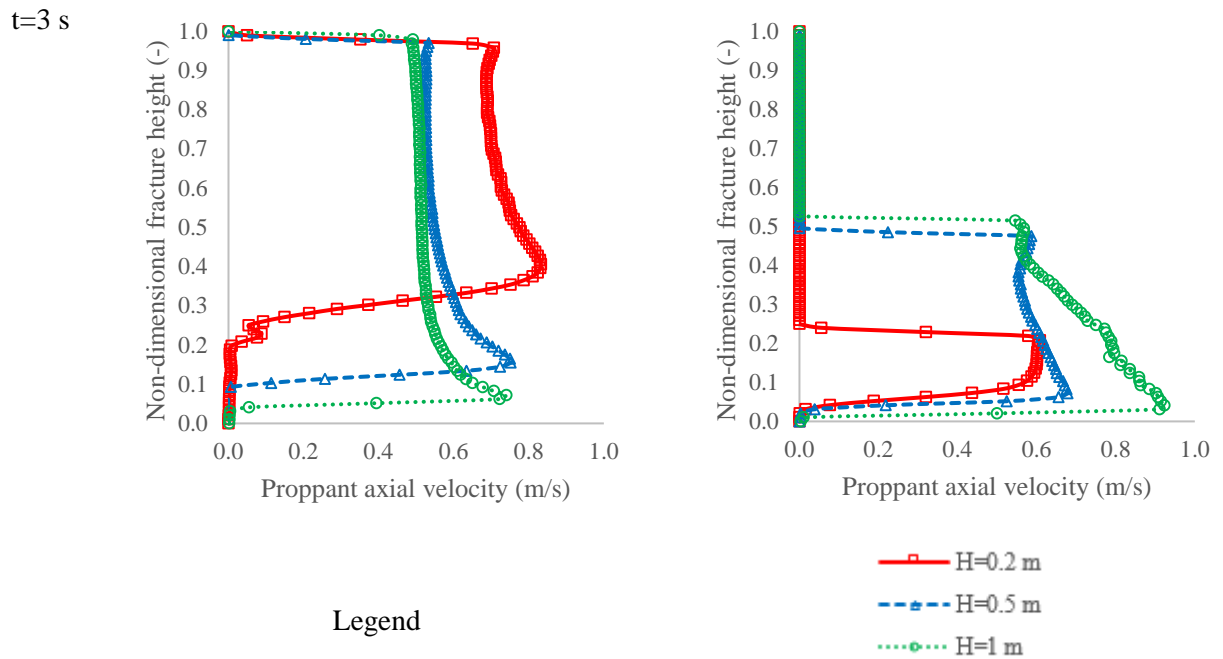 t=3 s
Non-dimensional fracture height (-)
1.0
0.9
0.8
0.7
0.6
0.5
0.4
0.3
0.2
0.1
0.0
0.0 0.2 0.4 0.6 0.8 1.0
Proppant axial velocity (m/s)
Non-dimensional fracture height (-)
1.0
0.9
0.8
0.7
0.6
0.5
0.4
0.3
0.2
0.1
0.0
0.0 0.2 0.4 0.6 0.8 1.0
Proppant axial velocity (m/s)
Legend
H=0.2 m
H=0.5 m
H=1 m